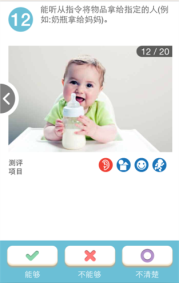 12
能听从指令将物品拿给指定的人(例
如:奶瓶拿给妈妈)。
12 / 20
测评
项目
能够
不能够
不清楚